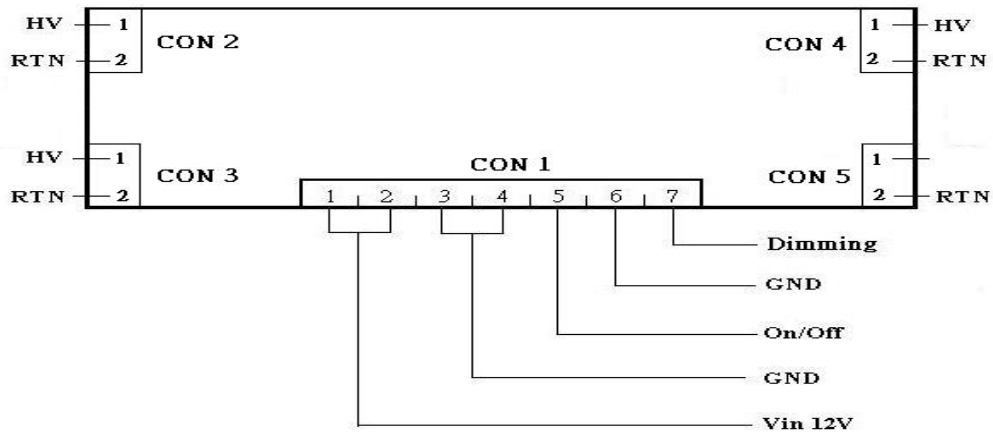 HV 1 CON 2
RTN 2
CON 4 1 HV
2 RTN
HV 1 CON 3
RTN 2
CON 1
CON 5 1
2 RTN
1 2 3 4 5 6 7
Dimming
GND
On/Off
GND
Vin 12V